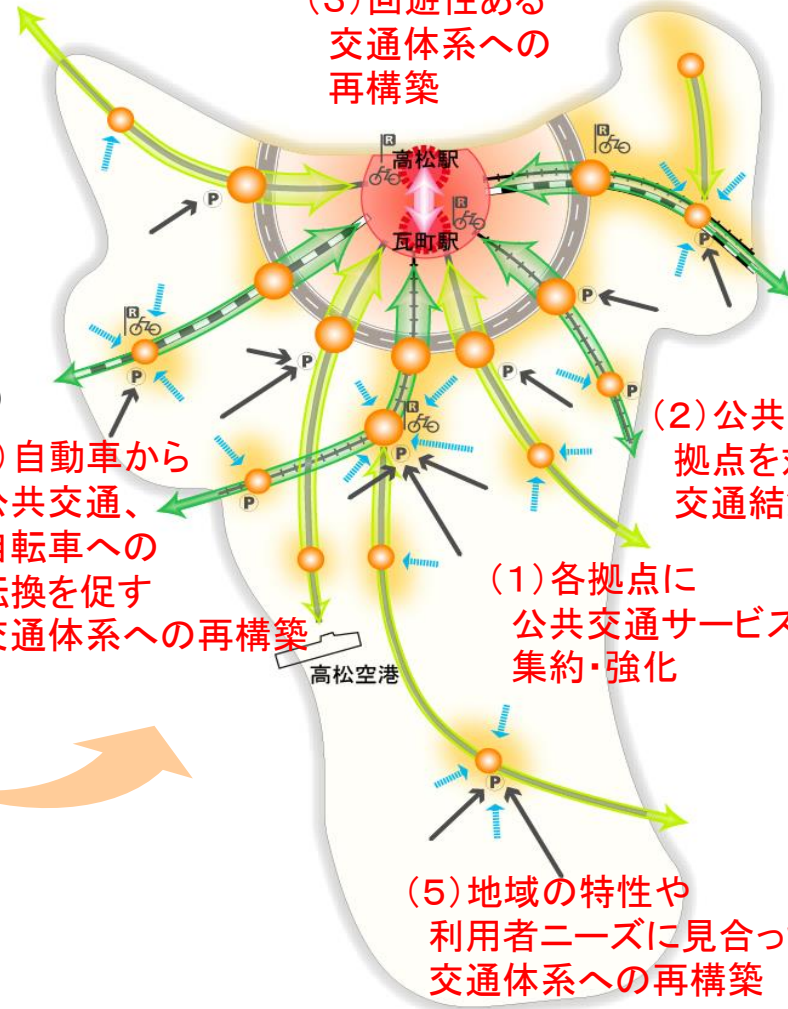 (3)回遊性ある
交通体系への
再構築
R
高松駅
R
瓦町駅
R
P
P
P
R
P
P
P
R
P
P
)自動車から
公共交通、
自転車への
転換を促す
交通体系への再構築
(2)公共
拠点を
交通結
(1)各拠点に
公共交通サービス
集約・強化
高松空港
P
(5)地域の特性や
利用者ニーズに見合っ
交通体系への再構築